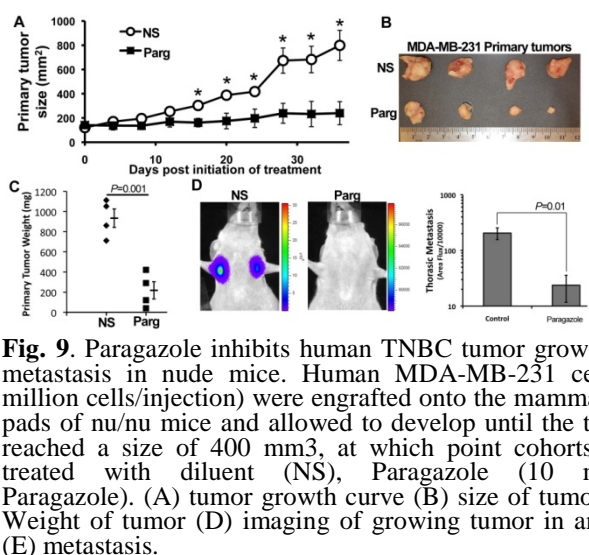 A
NS
Parg
Primary tumor
size (mm²)
1000
800
600
400
200
0
*
*
*
*
*
*
0
10
20
30
Days post initiation of treatment
B
MDA-MB-231 Primary tumors
NS
Parg
C
P=0.001
Primary Tumor Weight (mg)
1200
1000
800
600
400
200
0
NS
Parg
D
NS
Parg
P=0.01
Thorasic Metastasis
(Area Flux/10000)
1000
100
10
Control
Paragazole
Fig. 9. Paragazole inhibits human TNBC tumor grow
metastasis in nude mice. Human MDA-MB-231 ce
million cells/injection) were engrafted onto the mamma
pads of nu/nu mice and allowed to develop until the t
reached a size of 400 mm3, at which point cohorts
treated with diluent (NS), Paragazole (10 m
Paragazole). (A) tumor growth curve (B) size of tumo
Weight of tumor (D) imaging of growing tumor in an
(E) metastasis.